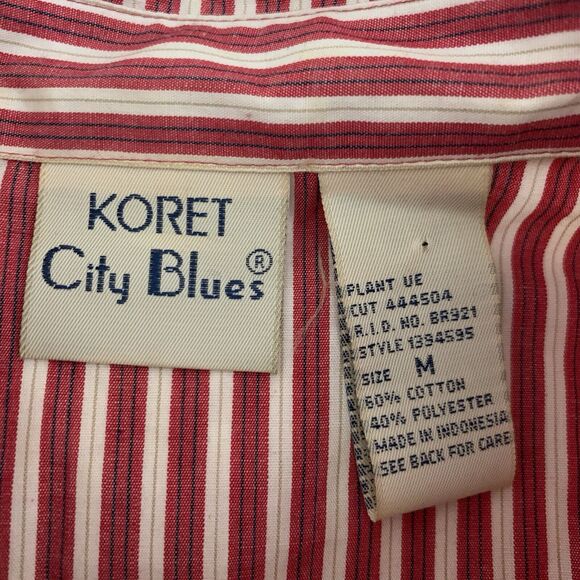 KORET
City Blues®
PLANT UE
CUT 444504
R.I.D. NO. BR921
STYLE 1394595
SIZE M
60% COTTON
40% POLYESTER
MADE IN INDONESIA
SEE BACK FOR CARE